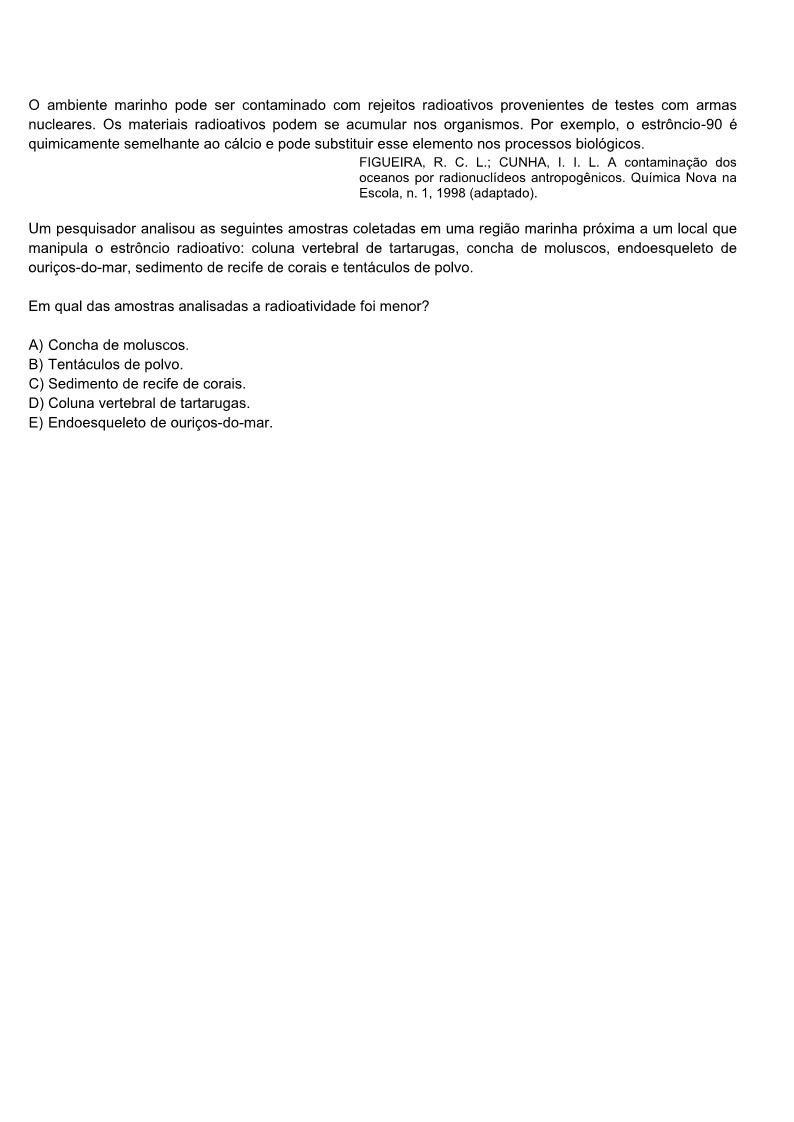 O ambiente marinho pode ser contaminado com rejeitos radioativos provenientes de testes com armas
nucleares. Os materiais radioativos podem se acumular nos organismos. Por exemplo, o estrôncio-90 é
quimicamente semelhante ao cálcio e pode substituir esse elemento nos processos biológicos.
FIGUEIRA, R. C. L.; CUNHA, I. I. L. A contaminação dos
oceanos por radionuclídeos antropogênicos. Química Nova na
Escola, n. 1, 1998 (adaptado).
Um pesquisador analisou as seguintes amostras coletadas em uma região marinha próxima a um local que
manipula o estrôncio radioativo: coluna vertebral de tartarugas, concha de moluscos, endoesqueleto de
ouriços-do-mar, sedimento de recife de corais e tentáculos de polvo.
Em qual das amostras analisadas a radioatividade foi menor?
A) Concha de moluscos.
B) Tentáculos de polvo.
C) Sedimento de recife de corais.
D) Coluna vertebral de tartarugas.
E) Endoesqueleto de ouriços-do-mar.